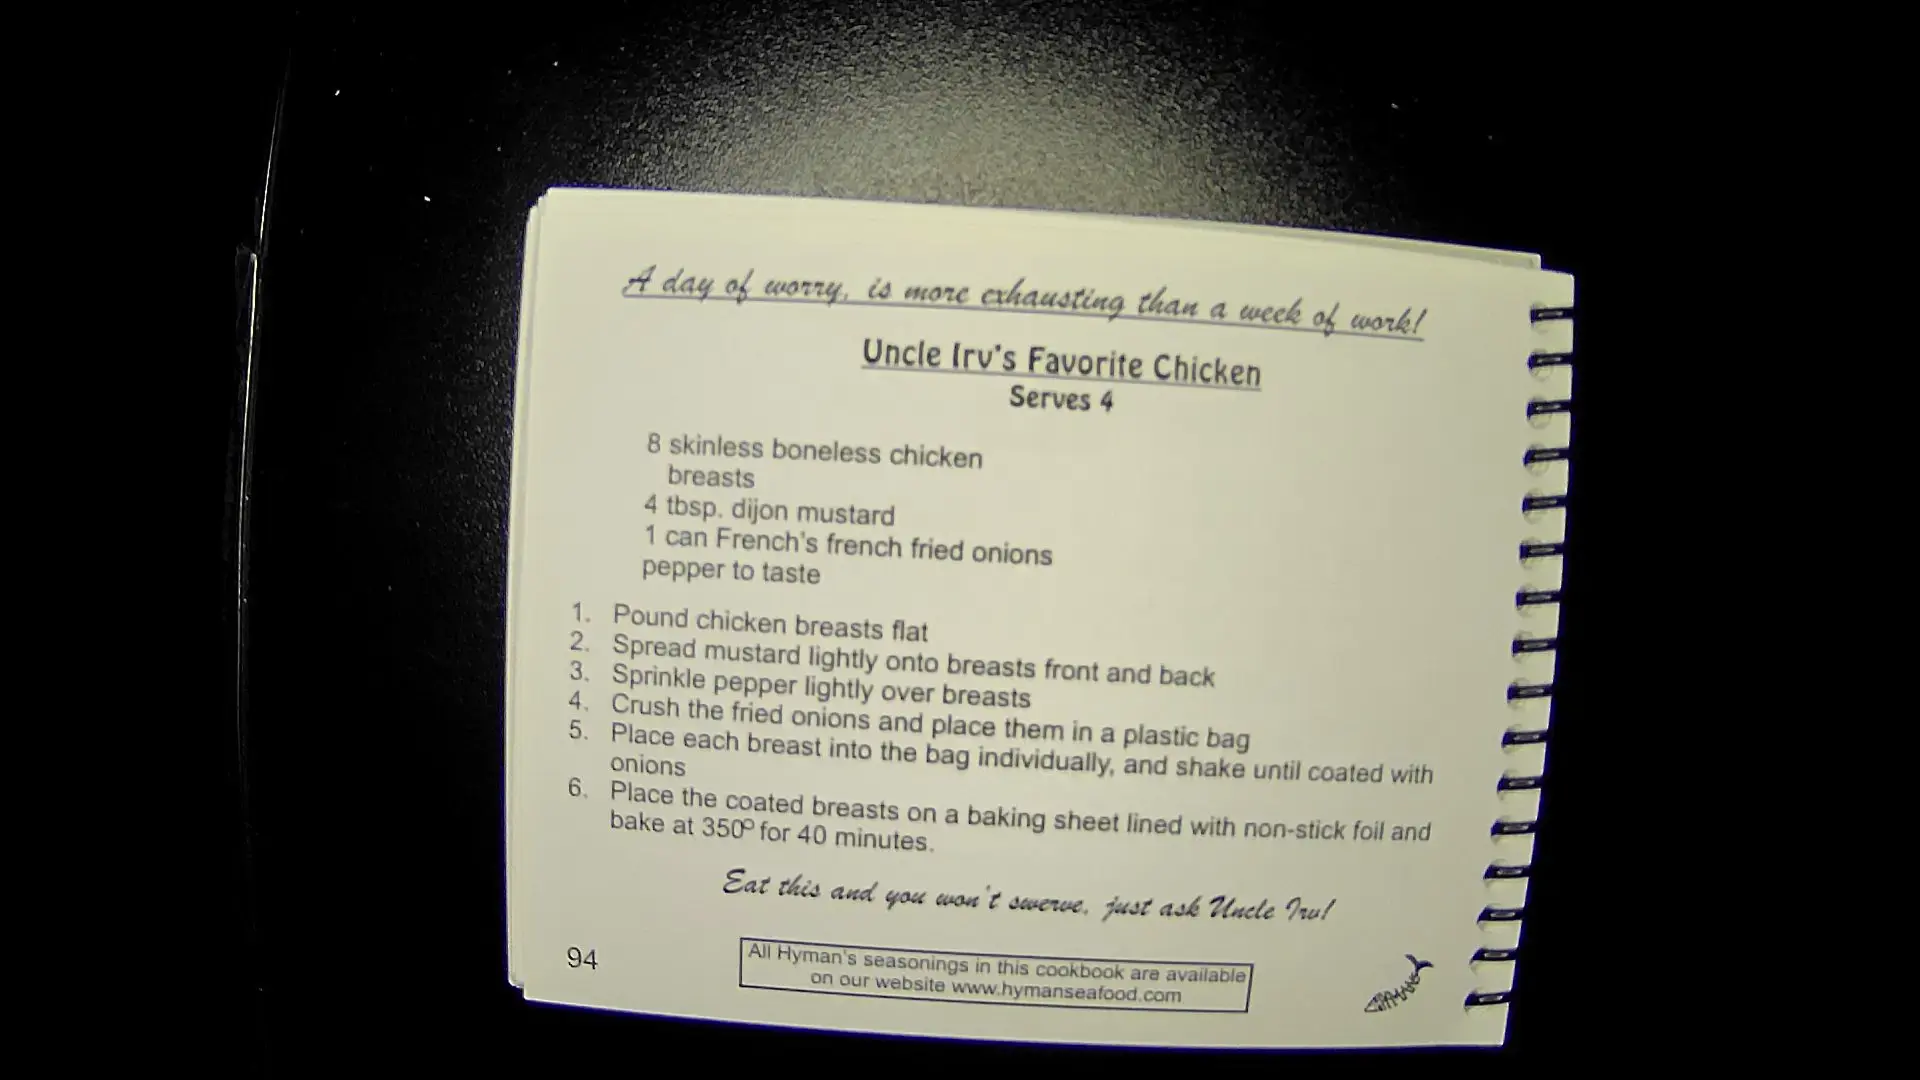 A day of worry, is more exhausting than a week of work!
Uncle Irv's Favorite Chicken
Serves 4
8 skinless boneless chicken
breasts
4 tbsp. dijon mustard
1 can French's french fried onions
pepper to taste
1. Pound chicken breasts flat
2. Spread mustard lightly onto breasts front and back
3. Sprinkle pepper lightly over breasts
4. Crush the fried onions and place them in a plastic bag
5. Place each breast into the bag individually, and shake until coated with
onions
6. Place the coated breasts on a baking sheet lined with non-stick foil and
bake at 350º for 40 minutes.
Eat this and you won't swerve, just ask Uncle Irv!
94
All Hyman's seasonings in this cookbook are available
on our website www.hymanseafood.com
HYMANS